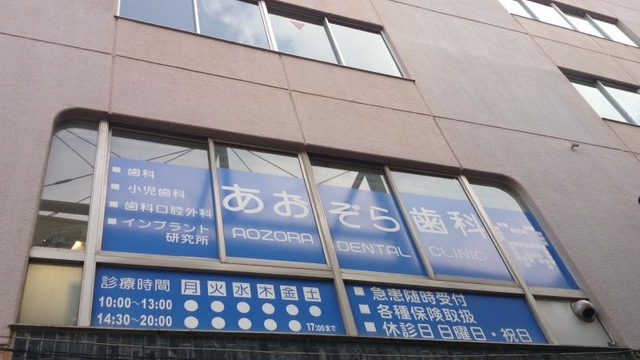 ■ 歯科
■ 小児歯科
■ 歯科口腔外科
■ インプラント
研究所
あおぞら歯科
AOZORA DENTAL CLINIC
診療時間 月 火 水 木 金 土
10:00〜13:00 ● ● ● ● ● ●
14:30〜20:00 ● ● ● ● ● ● 17:00まで
■ 急患随時受付
■ 各種保険取扱
■ 休診日 日曜日・祝日